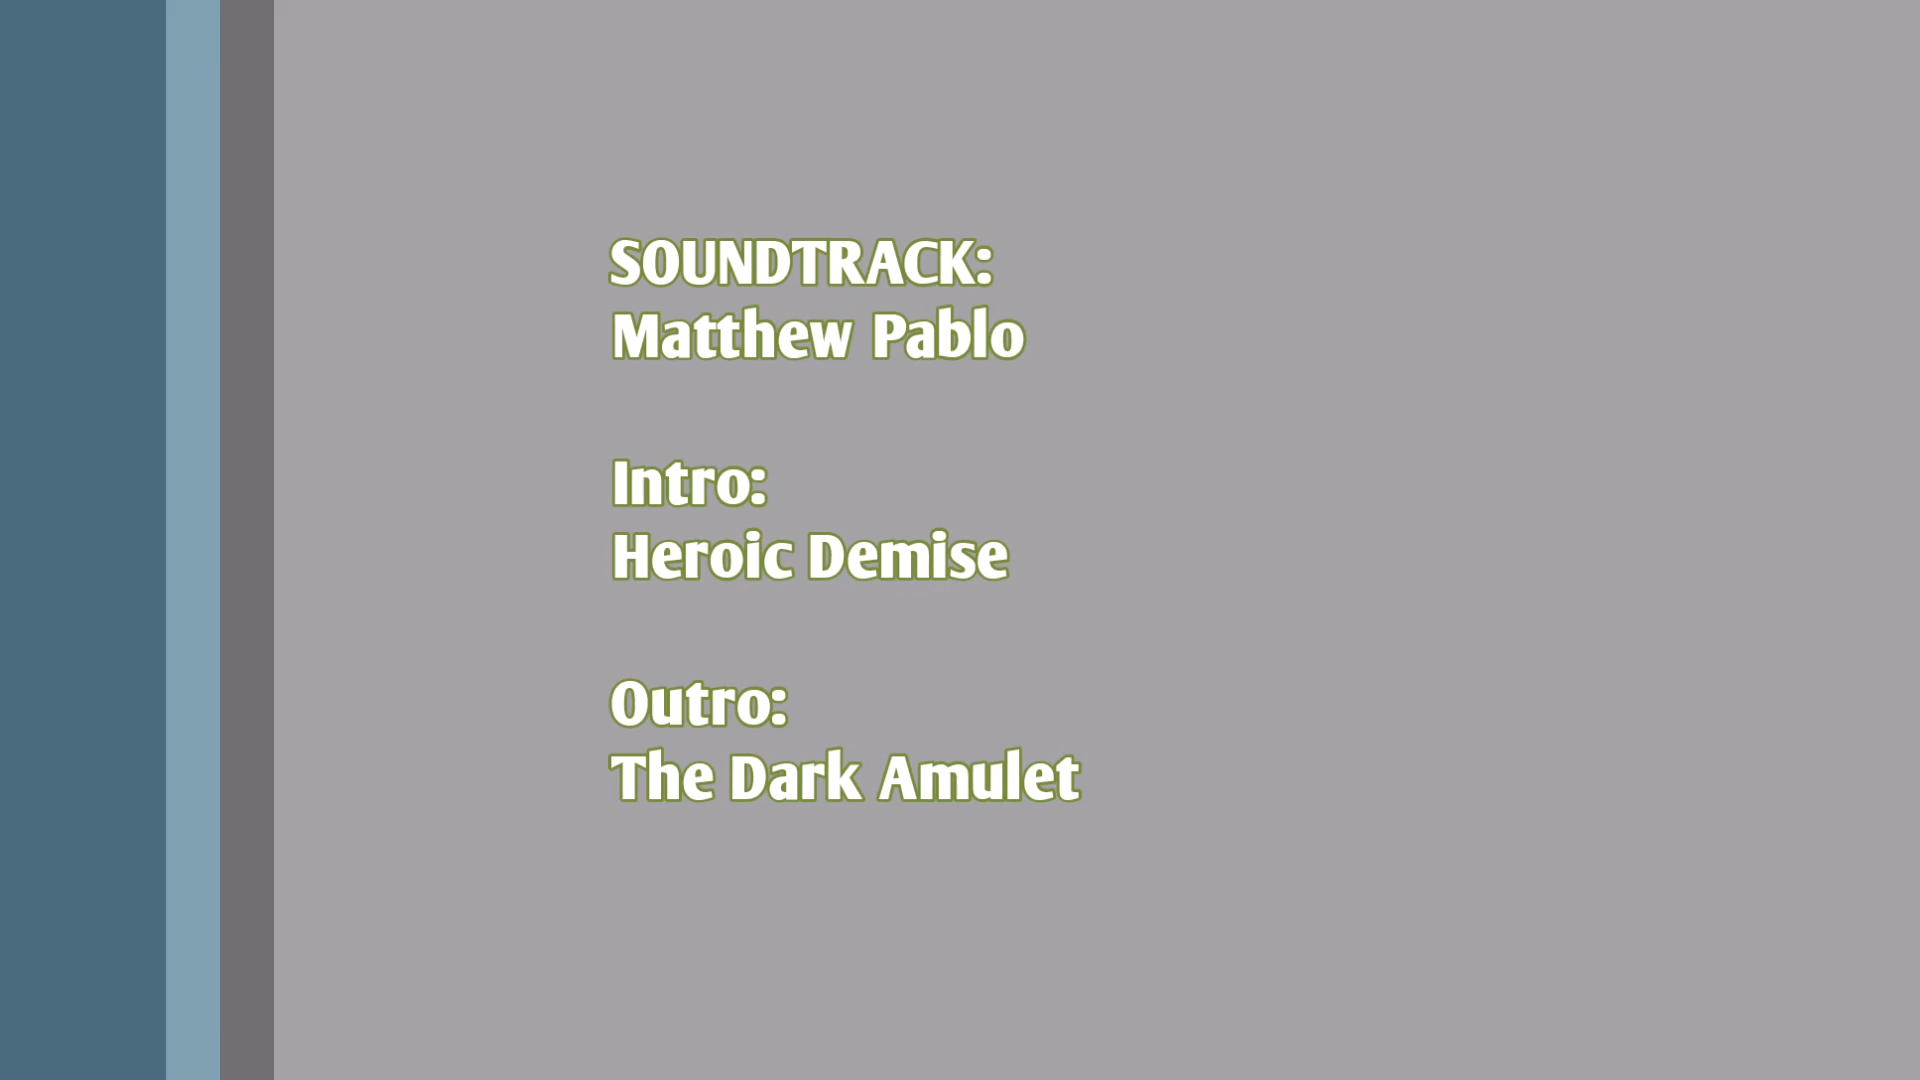 SOUNDTRACK:
Matthew Pablo
Intro:
Heroic Demise
Outro:
The Dark Amulet